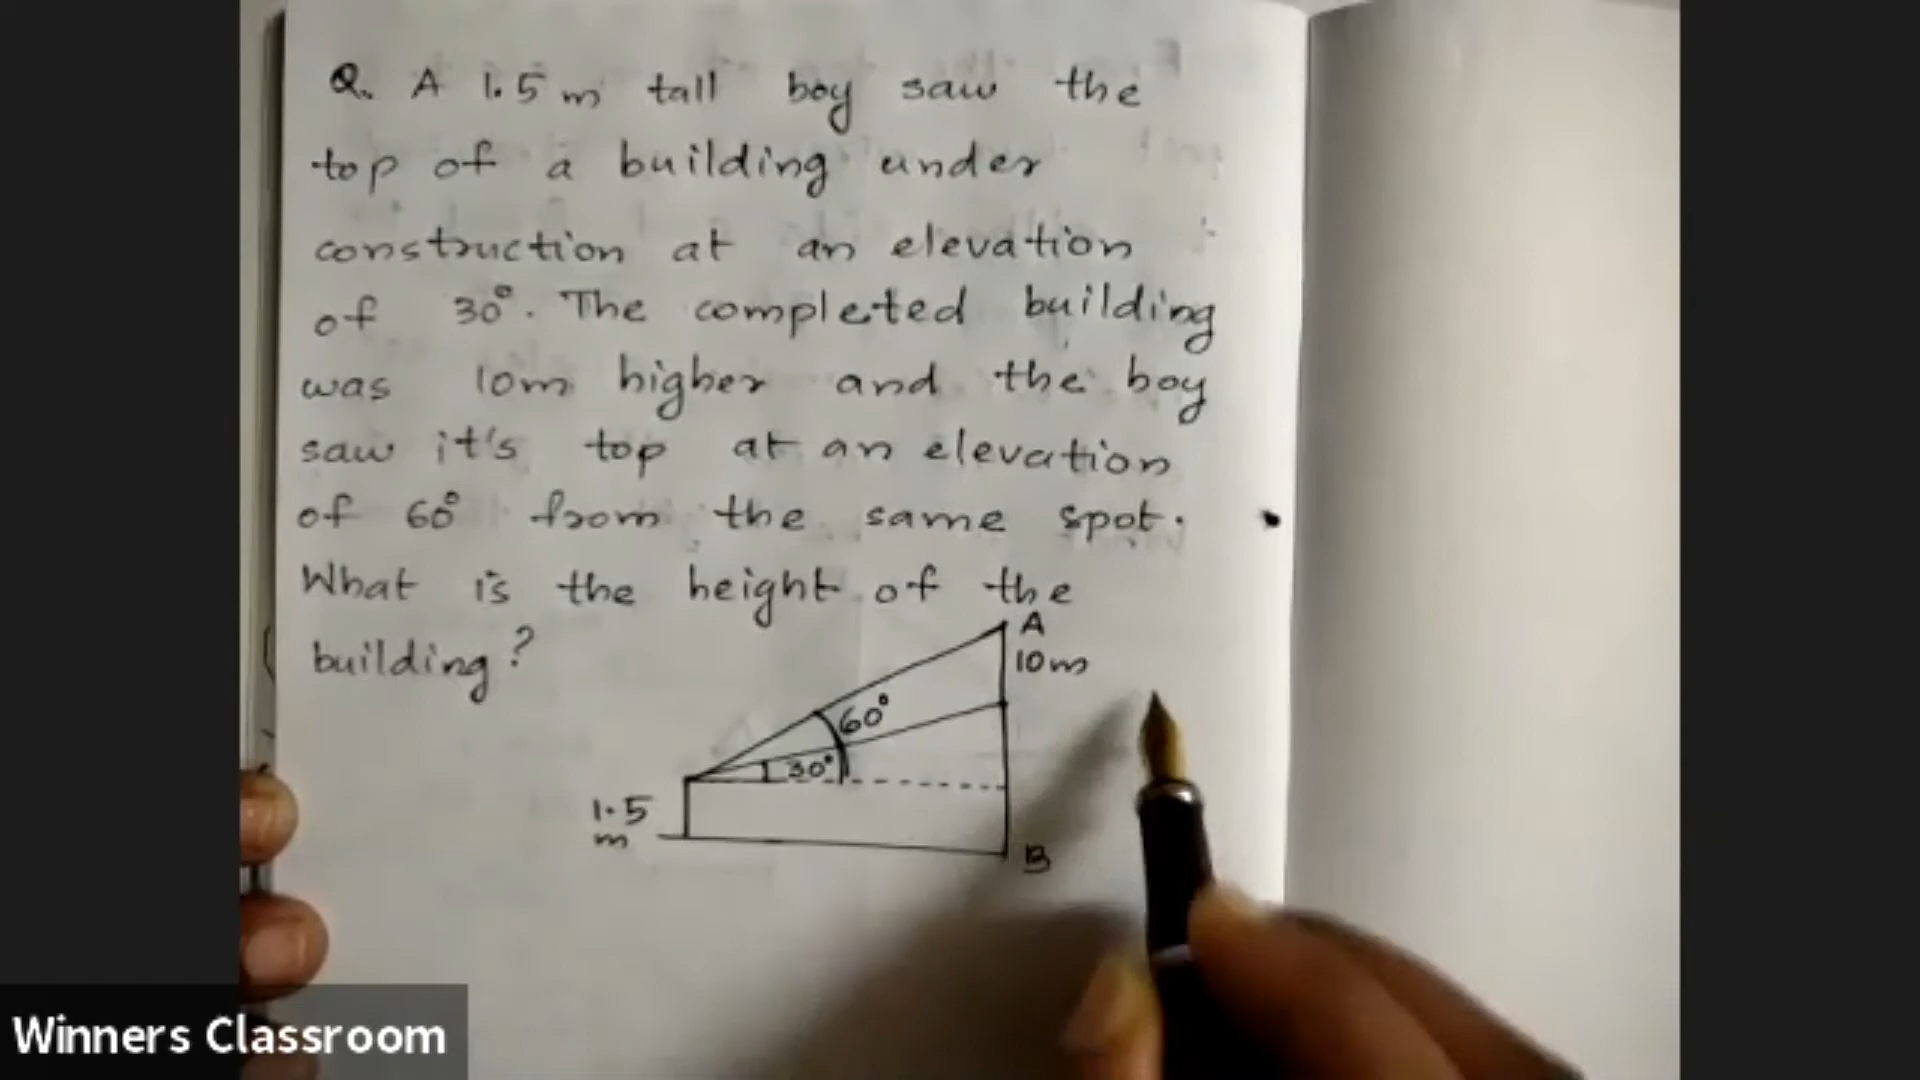 Q. A 1.5 m tall boy saw the
top of a building under
construction at an elevation
of 30°. The completed building
was 10m higher and the boy
saw it's top at an elevation
of 60° from the same spot.
What is the height of the
building?
A
10m
60°
30°
1.5
m
B
Winners Classroom